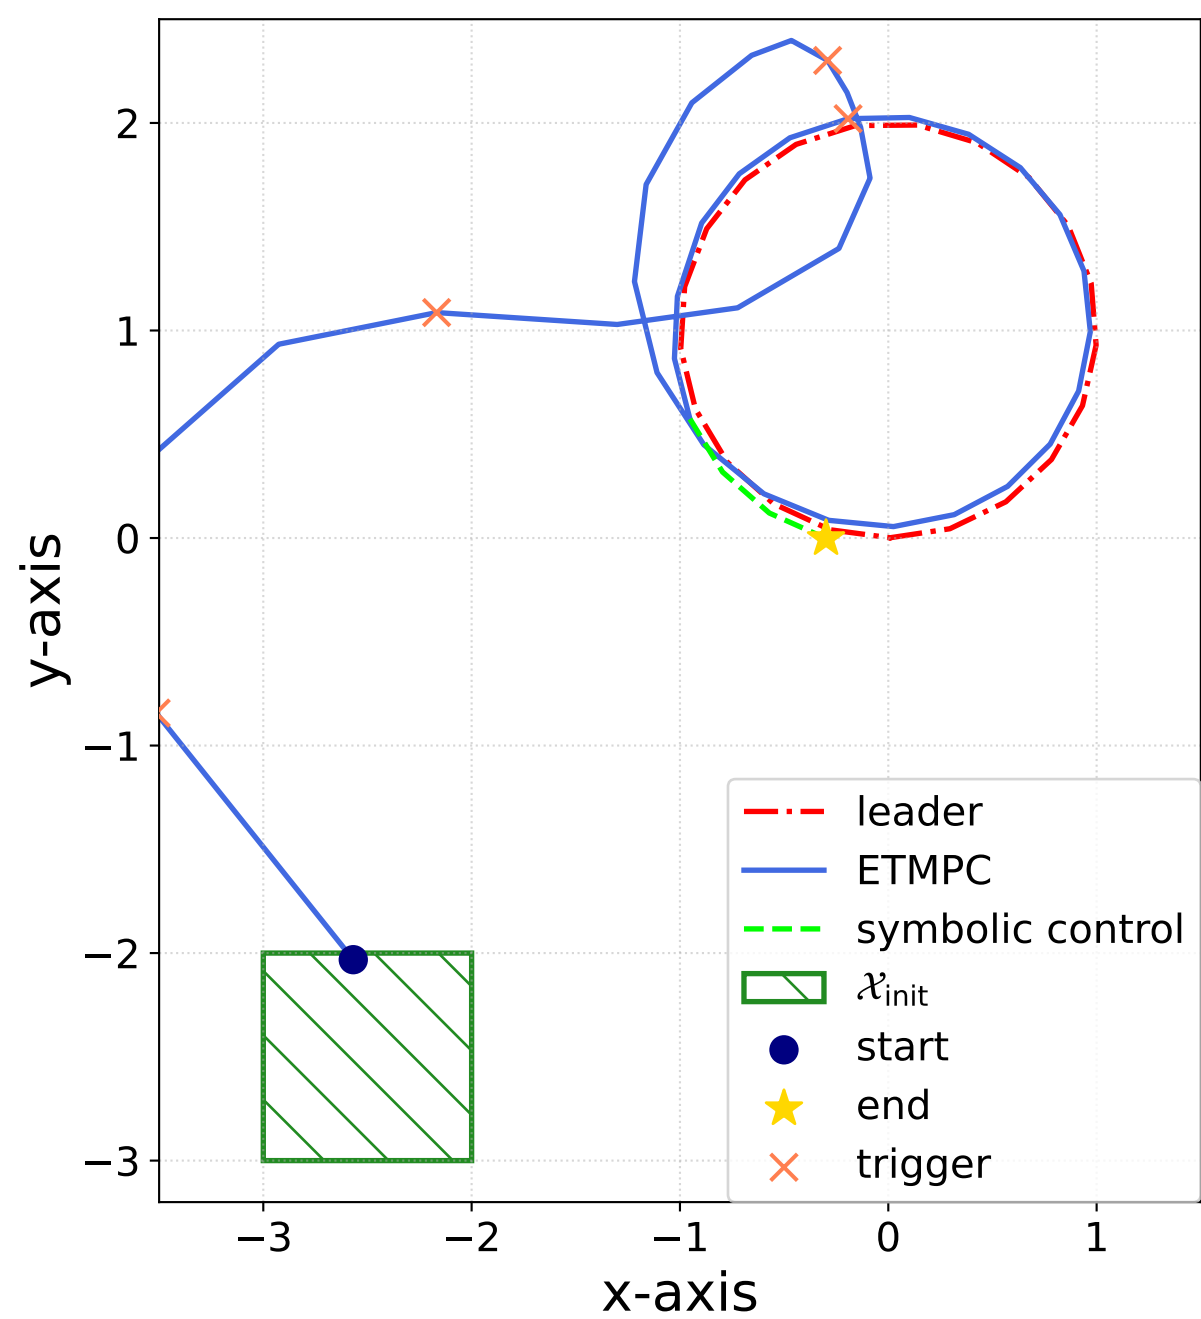 2
1
0
−1
−2
−3
y-axis
leader
ETMPC
symbolic control
𝒳init
start
end
trigger
−3
−2
−1
0
1
x-axis